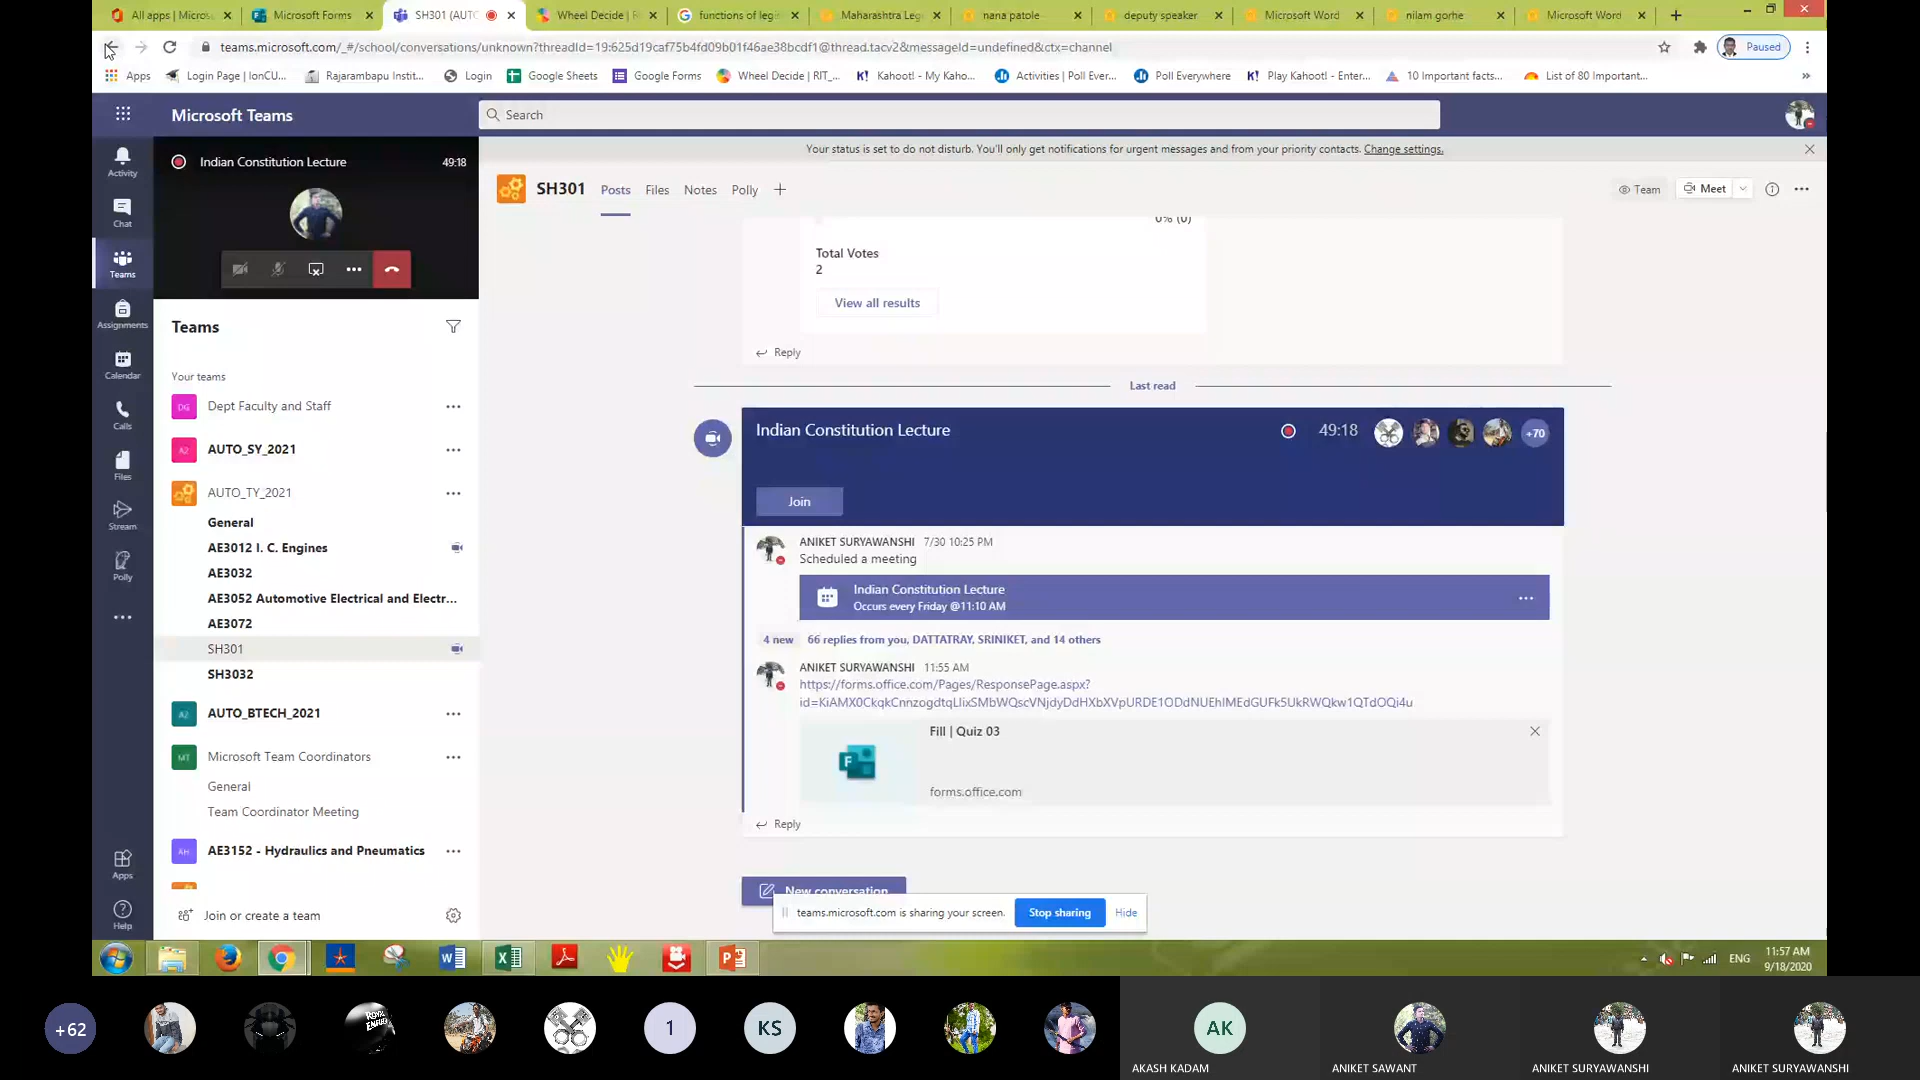 All apps | Micros
Microsoft Forms
SH301 (AUTO
Wheel Decide | R
functions of legi
Maharashtra Leg
nana patole
deputy speaker
Microsoft Word
nilam gorhe
Microsoft Word
teams.microsoft.com/_#/school/conversations/unknown?threadId=19:625d19caf75b4fd09b01f46ae38bcdf1@thread.tacv2&messageId=undefined&ctx=channel
Paused
Apps
Login Page | IonCU...
Rajarambapu Instit...
Login
Google Sheets
Google Forms
Wheel Decide | RIT_...
K! Kahoot! - My Kaho...
Activities | Poll Ever...
Poll Everywhere
K! Play Kahoot! - Enter...
10 Important facts...
List of 80 Important...
»
Microsoft Teams
Search
Your status is set to do not disturb. You'll only get notifications for urgent messages and from your priority contacts. Change settings.
Activity
Chat
Teams
Assignments
Calendar
Calls
Files
Stream
Polly
Apps
Help
Indian Constitution Lecture
49:18
Teams
Your teams
DG Dept Faculty and Staff
A2 AUTO_SY_2021
AUTO_TY_2021
General
AE3012 I. C. Engines
AE3032
AE3052 Automotive Electrical and Electr...
AE3072
SH301
SH3032
A2 AUTO_BTECH_2021
MT Microsoft Team Coordinators
General
Team Coordinator Meeting
AH AE3152 - Hydraulics and Pneumatics
Join or create a team
SH301
Posts
Files
Notes
Polly
Team
Meet
0% (0)
Total Votes
2
View all results
Reply
Last read
Indian Constitution Lecture
49:18
+70
Join
ANIKET SURYAWANSHI 7/30 10:25 PM
Scheduled a meeting
Indian Constitution Lecture
Occurs every Friday @11:10 AM
4 new 66 replies from you, DATTATRAY, SRINIKET, and 14 others
ANIKET SURYAWANSHI 11:55 AM
https://forms.office.com/Pages/ResponsePage.aspx?
Fill | Quiz 03
forms.office.com
Reply
New conversation
teams.microsoft.com is sharing your screen.
Stop sharing
Hide
ENG
11:57 AM
9/18/2020
+62
ROYAL
ENFIELD
1
KS
AK
AKASH KADAM
ANIKET SAWANT
ANIKET SURYAWANSHI
ANIKET SURYAWANSHI